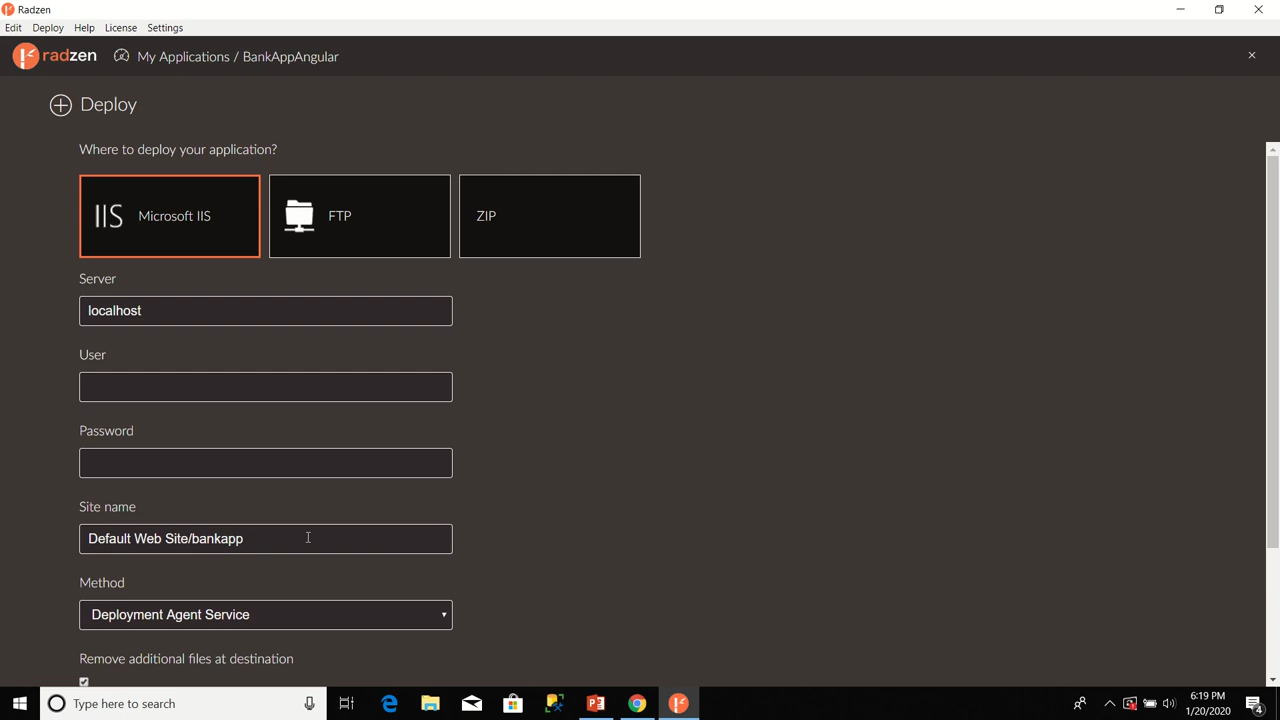 Radzen
Edit Deploy Help License Settings
radzen My Applications / BankAppAngular
Deploy
Where to deploy your application?
IIS Microsoft IIS FTP ZIP
Server
localhost
User
Password
Site name
Default Web Site/bankapp
Method
Deployment Agent Service
Remove additional files at destination
Type here to search
6:19 PM
1/20/2020
4